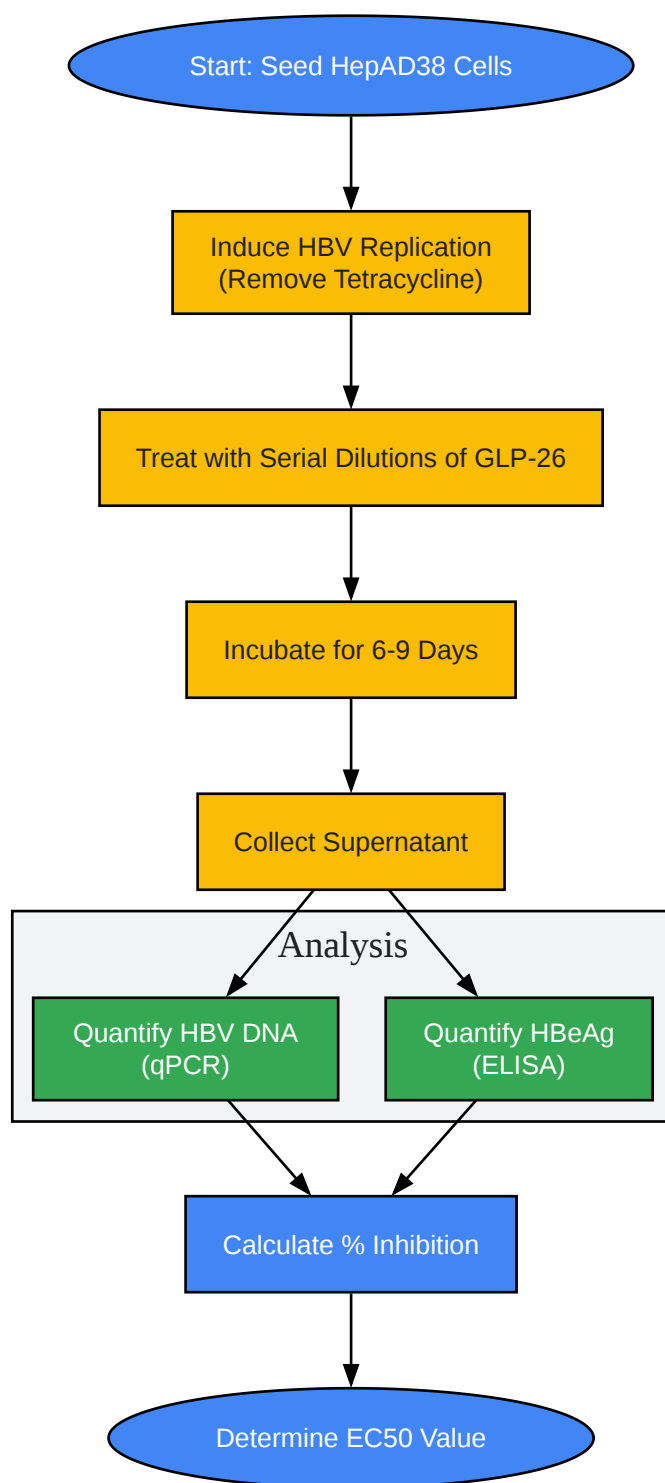 Start: Seed HepAD38 Cells
Induce HBV Replication
(Remove Tetracycline)
Treat with Serial Dilutions of GLP-26
Incubate for 6-9 Days
Collect Supernatant
Analysis
Quantify HBV DNA
(qPCR)
Quantify HBeAg
(ELISA)
Calculate % Inhibition
Determine EC50 Value